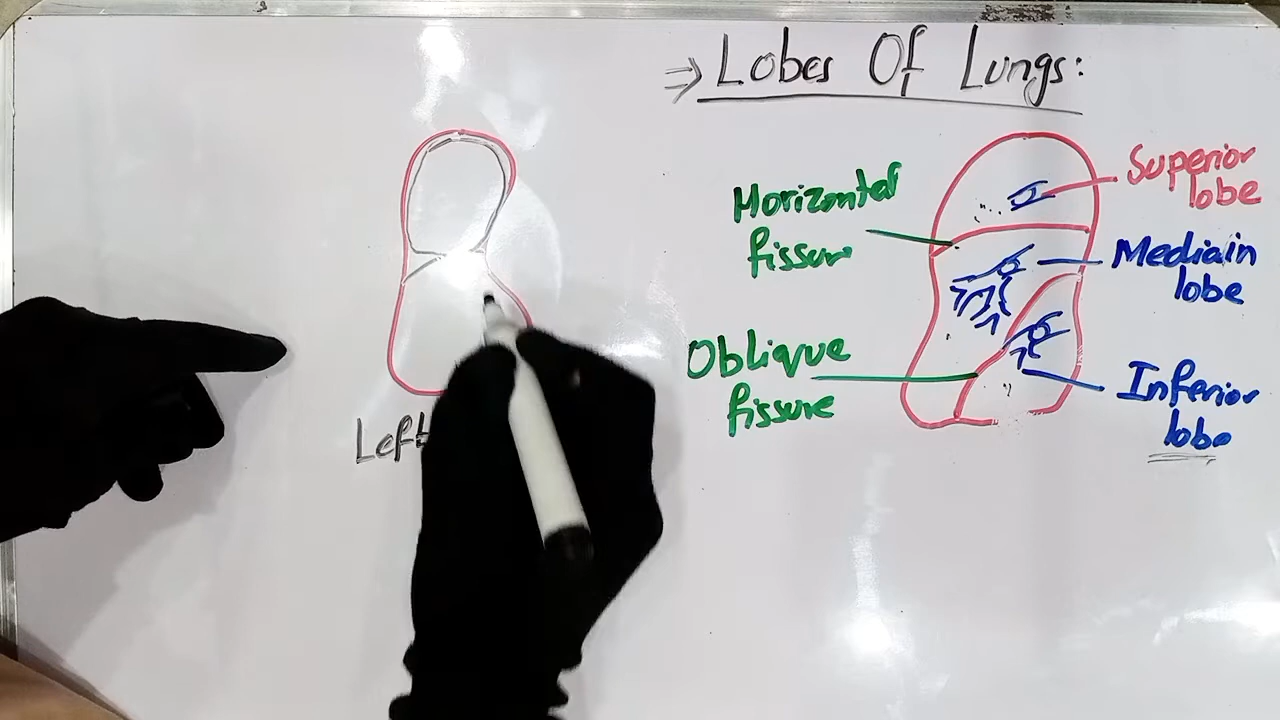 ⇒ Lobes Of Lungs:
Horizontal
fissure
Superior
lobe
Mediain
lobe
Oblique
fissure
Inferior
lobe
Left